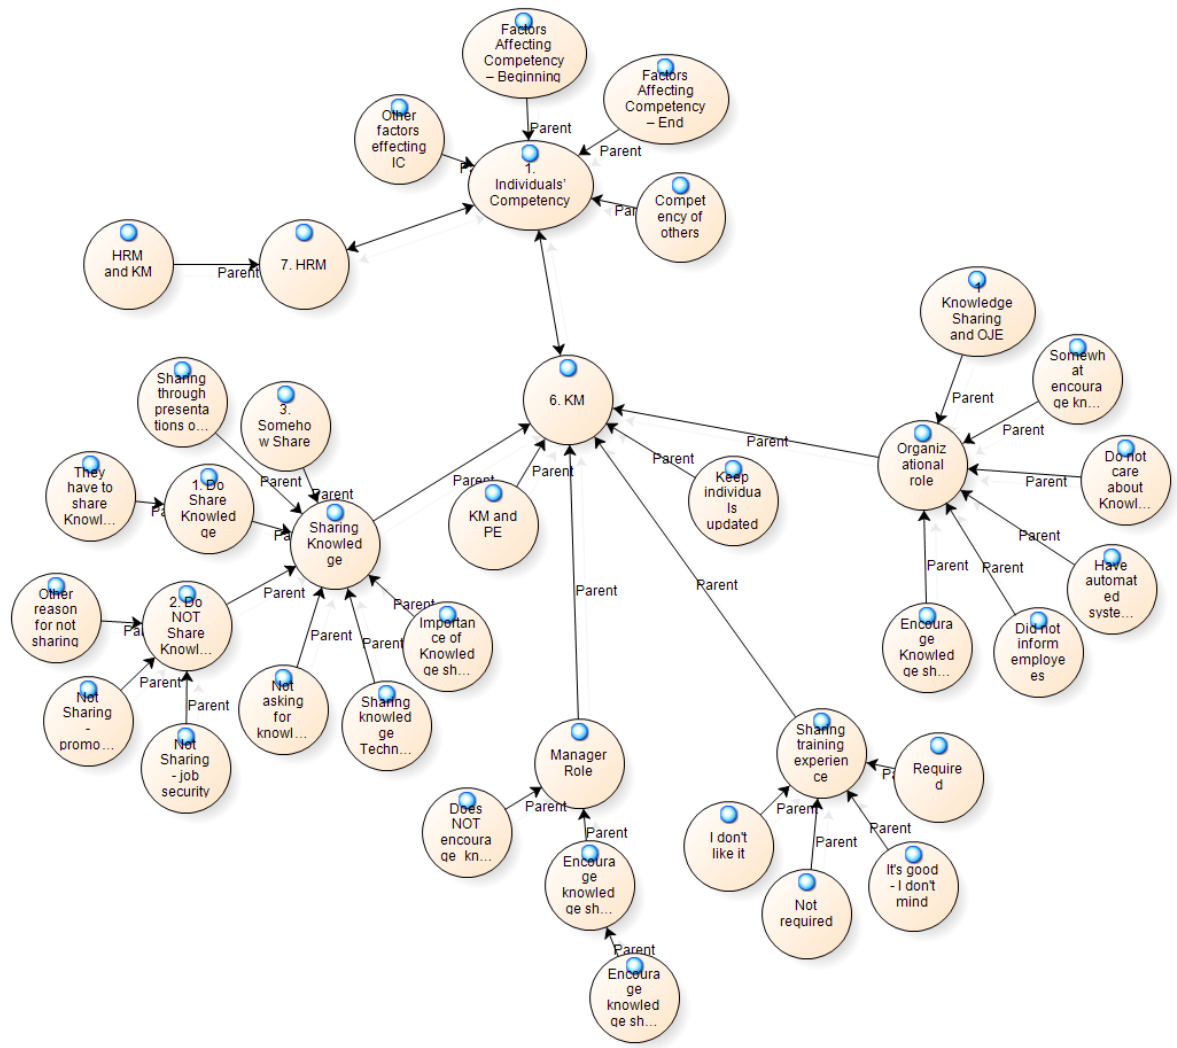 Factors
Affecting
Competency
– Beginning
Factors
Affecting
Competency
– End
Other
factors
effecting
IC
Parent
Parent
1.
Individuals'
Competency
Compet
ency of
others
HRM
and KM
Parent
7. HRM
1
Knowledge
Sharing
and OJE
Somewh
at
encoura
ge kn...
Parent
Parent
Sharing
through
presenta
tions o...
3.
Someho
w Share
6. KM
Parent
Organiz
ational
role
Do not
care
about
Knowl...
Parent
They
have to
share
Knowl...
1. Do
Share
Knowled
ge
Parent
Parent
Sharing
Knowled
ge
Parent
KM and
PE
Parent
Parent
Keep
individua
ls
updated
Parent
Have
automat
ed
syste...
Parent
Parent
Encoura
ge
Knowled
ge sh...
Did not
inform
employe
es
Other
reason
for not
sharing
2. Do
NOT
Share
Knowl...
Parent
Parent
Not
Sharing
-
promo...
Parent
Not
Sharing
- job
security
Parent
Not
asking
for
knowl...
Parent
Sharing
knowled
ge
Techn...
Parent
Importan
ce of
Knowled
ge sh...
Parent
Parent
Manager
Role
Parent
Does
NOT
encoura
ge kn...
Parent
Encoura
ge
knowled
ge sh...
Parent
Encoura
ge
knowled
ge sh...
Parent
Sharing
training
experien
ce
Require
d
I don't
like it
Parent
Not
required
Parent
It's good
- I don't
mind